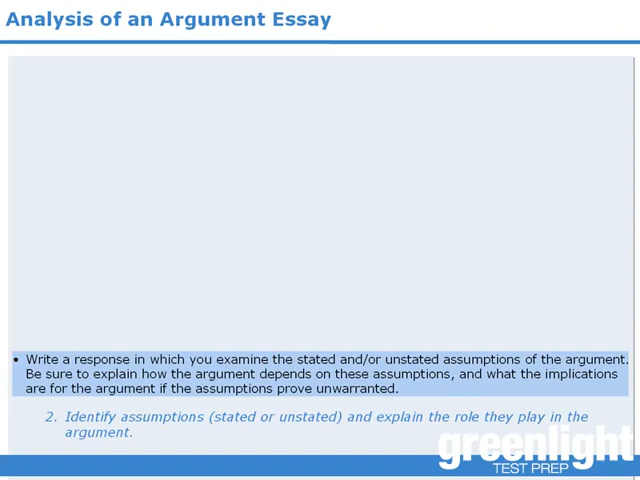 Analysis of an Argument Essay
• Write a response in which you examine the stated and/or unstated assumptions of the argument.
Be sure to explain how the argument depends on these assumptions, and what the implications
are for the argument if the assumptions prove unwarranted.
2. Identify assumptions (stated or unstated) and explain the role they play in the
argument.
greenlight
TEST PREP